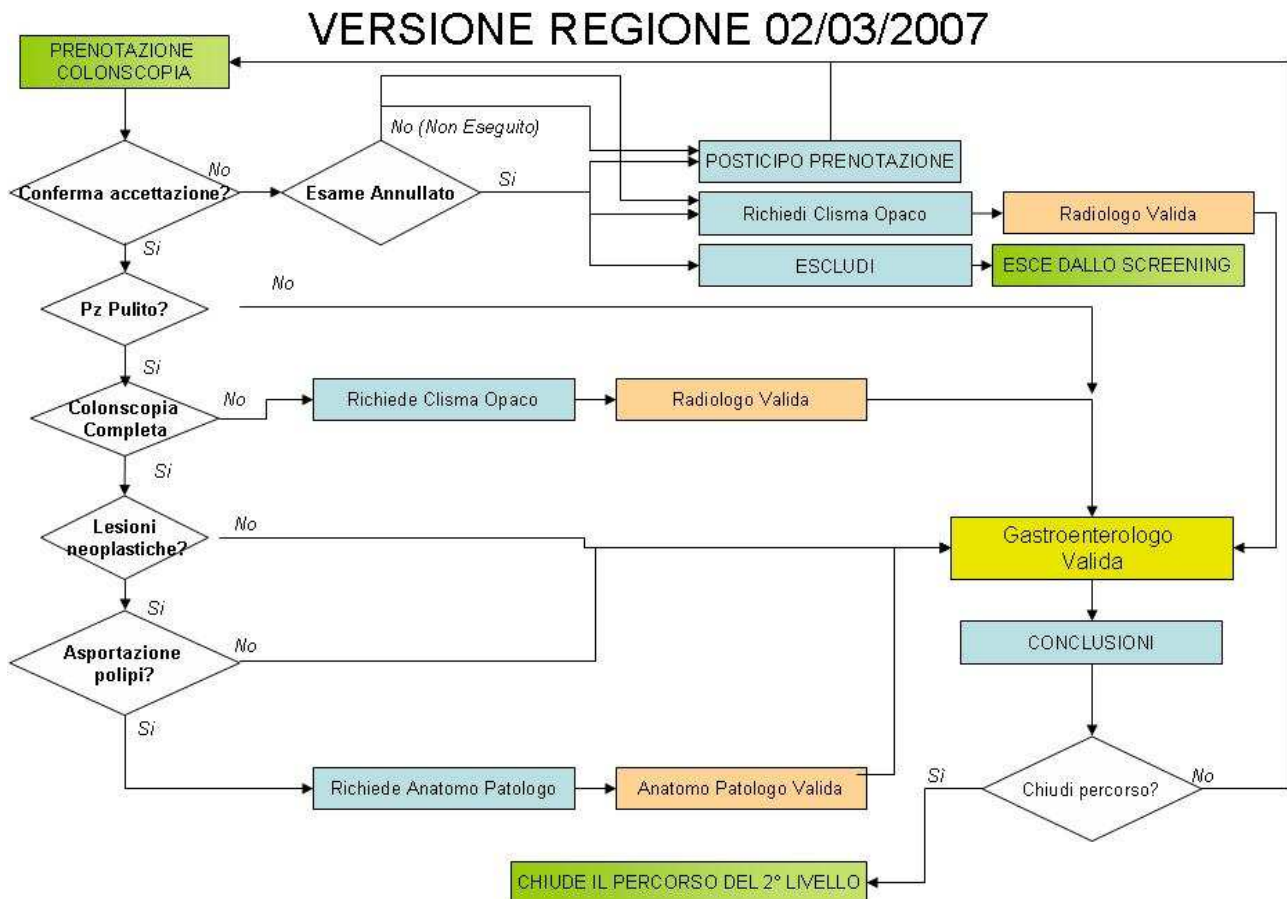 VERSIONE REGIONE 02/03/2007
PRENOTAZIONE
COLONSCOPIA
No (Non Eseguito)
No
Conferma accettazione?
Esame Annullato
Si
POSTICIPO PRENOTAZIONE
Richiedi Clisma Opaco
Radiologo Valida
Si
ESCLUDI
ESCE DALLO SCREENING
No
Pz Pulito?
Si
Colonscopia
Completa
No
Richiede Clisma Opaco
Radiologo Valida
Si
Lesioni
neoplastiche?
No
Gastroenterologo
Valida
Si
Asportazione
polipi?
No
CONCLUSIONI
Si
Richiede Anatomo Patologo
Anatomo Patologo Valida
Si
Chiudi percorso?
No
CHIUDE IL PERCORSO DEL 2° LIVELLO